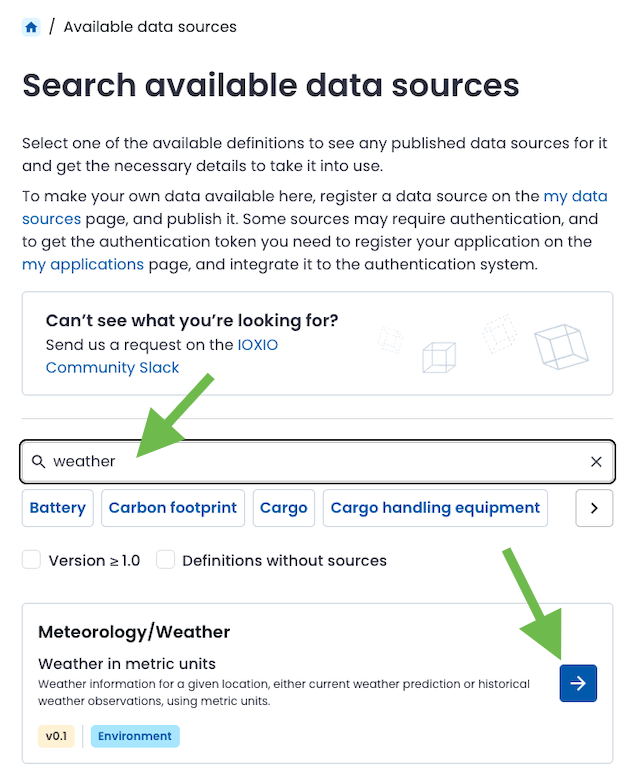 / Available data sources
Search available data sources
Select one of the available definitions to see any published data sources for it
and get the necessary details to take it into use.
To make your own data available here, register a data source on the my data
sources page, and publish it. Some sources may require authentication, and
to get the authentication token you need to register your application on the
my applications page, and integrate it to the authentication system.
Can’t see what you’re looking for?
Send us a request on the IOXIO
Community Slack
weather
Battery Carbon footprint Cargo Cargo handling equipment
Version ≥ 1.0 Definitions without sources
Meteorology/Weather
Weather in metric units
Weather information for a given location, either current weather prediction or historical
weather observations, using metric units.
v0.1 Environment